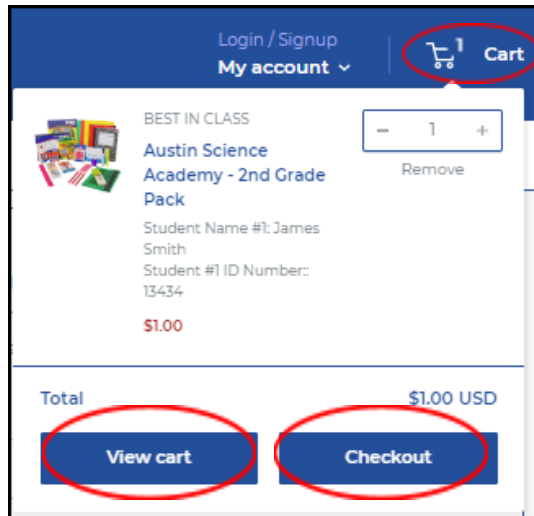 Login / Signup
My account
1
Cart
BEST IN CLASS
Austin Science
Academy - 2nd Grade
Pack
− 1 +
Remove
Student Name #1: James
Smith
Student #1 ID Number::
13434
$1.00
Total $1.00 USD
View cart Checkout